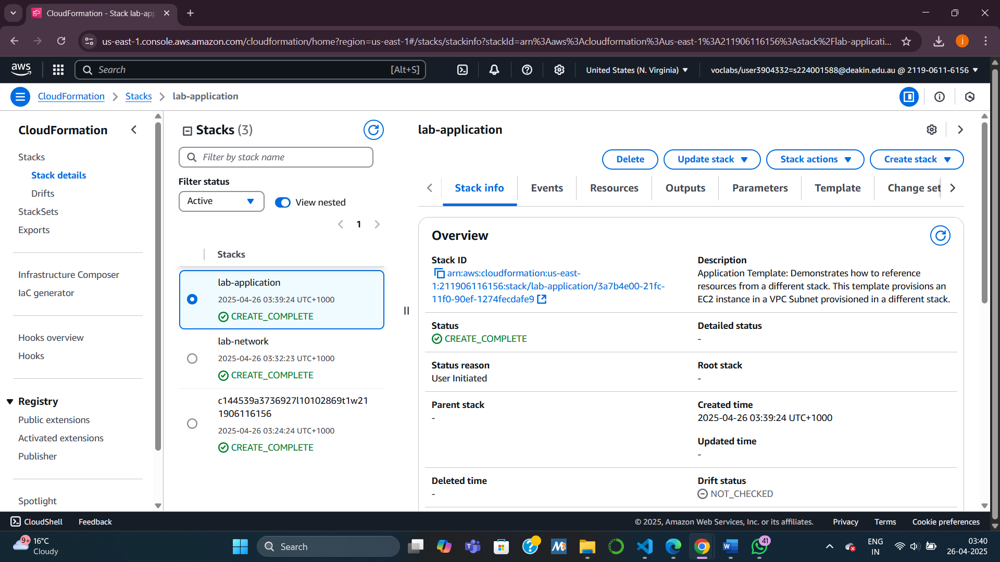 CloudFormation - Stack lab-app
us-east-1.console.aws.amazon.com/cloudformation/home?region=us-east-1#/stacks/stackinfo?stackId=arn%3Aaws%3Acloudformation%3Aus-east-1%3A211906116156%3Astack%2Flab-applicati...
j
aws
Search
[Alt+S]
United States (N. Virginia)
voclabs/user3904332=s224001588@deakin.edu.au @ 2119-0611-6156
CloudFormation
Stacks
lab-application
CloudFormation
Stacks
Stack details
Drifts
StackSets
Exports
Infrastructure Composer
IaC generator
Hooks overview
Hooks
Registry
Public extensions
Activated extensions
Publisher
Spotlight
Stacks (3)
Filter by stack name
Filter status
Active
View nested
1
Stacks
lab-application
2025-04-26 03:39:24 UTC+1000
CREATE_COMPLETE
lab-network
2025-04-26 03:32:23 UTC+1000
CREATE_COMPLETE
c144539a3736927l10102869t1w21
1906116156
2025-04-26 03:24:24 UTC+1000
CREATE_COMPLETE
lab-application
Delete
Update stack
Stack actions
Create stack
Stack info
Events
Resources
Outputs
Parameters
Template
Change set
Overview
Stack ID
arn:aws:cloudformation:us-east-
1:211906116156:stack/lab-application/3a7b4e00-21fc-
11f0-90ef-1274fecdafe9
Description
Application Template: Demonstrates how to reference
resources from a different stack. This template provisions an
EC2 instance in a VPC Subnet provisioned in a different stack.
Status
CREATE_COMPLETE
Detailed status
-
Status reason
User Initiated
Root stack
-
Parent stack
-
Created time
2025-04-26 03:39:24 UTC+1000
Updated time
-
Deleted time
-
Drift status
NOT_CHECKED
CloudShell
Feedback
© 2025, Amazon Web Services, Inc. or its affiliates.
Privacy
Terms
Cookie preferences
9+
16°C
Cloudy
Search
41
ENG
IN
03:40
26-04-2025